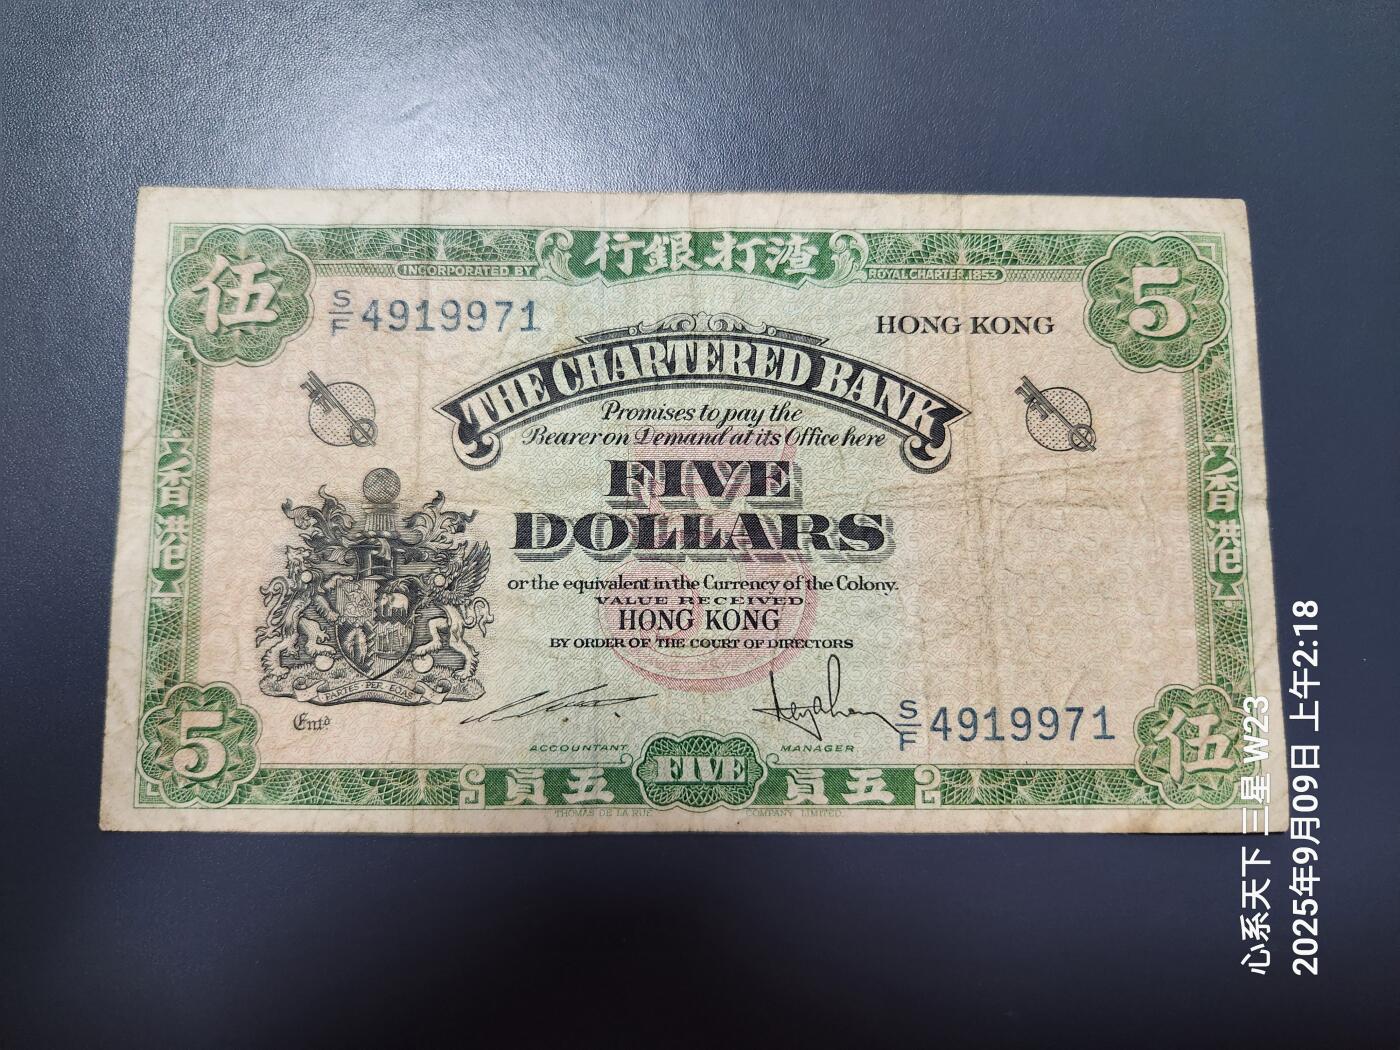 INCORPORATED BY
行銀打渣
ROYAL CHARTER.1853
伍
5
S/F 4919971
HONG KONG
THE CHARTERED BANK
Promises to pay the
Bearer on Demand at its Office here
FIVE
DOLLARS
or the equivalent in the Currency of the Colony.
VALUE RECEIVED
HONG KONG
BY ORDER OF THE COURT OF DIRECTORS
香港
香港
PARTES PER EOAS
Entd.
S/F 4919971
ACCOUNTANT
MANAGER
5
伍
員五
FIVE
員五
THOMAS DE LA RUE
COMPANY LIMITED.
心系天下 三星 W23
2025年9月09日 上午2:18